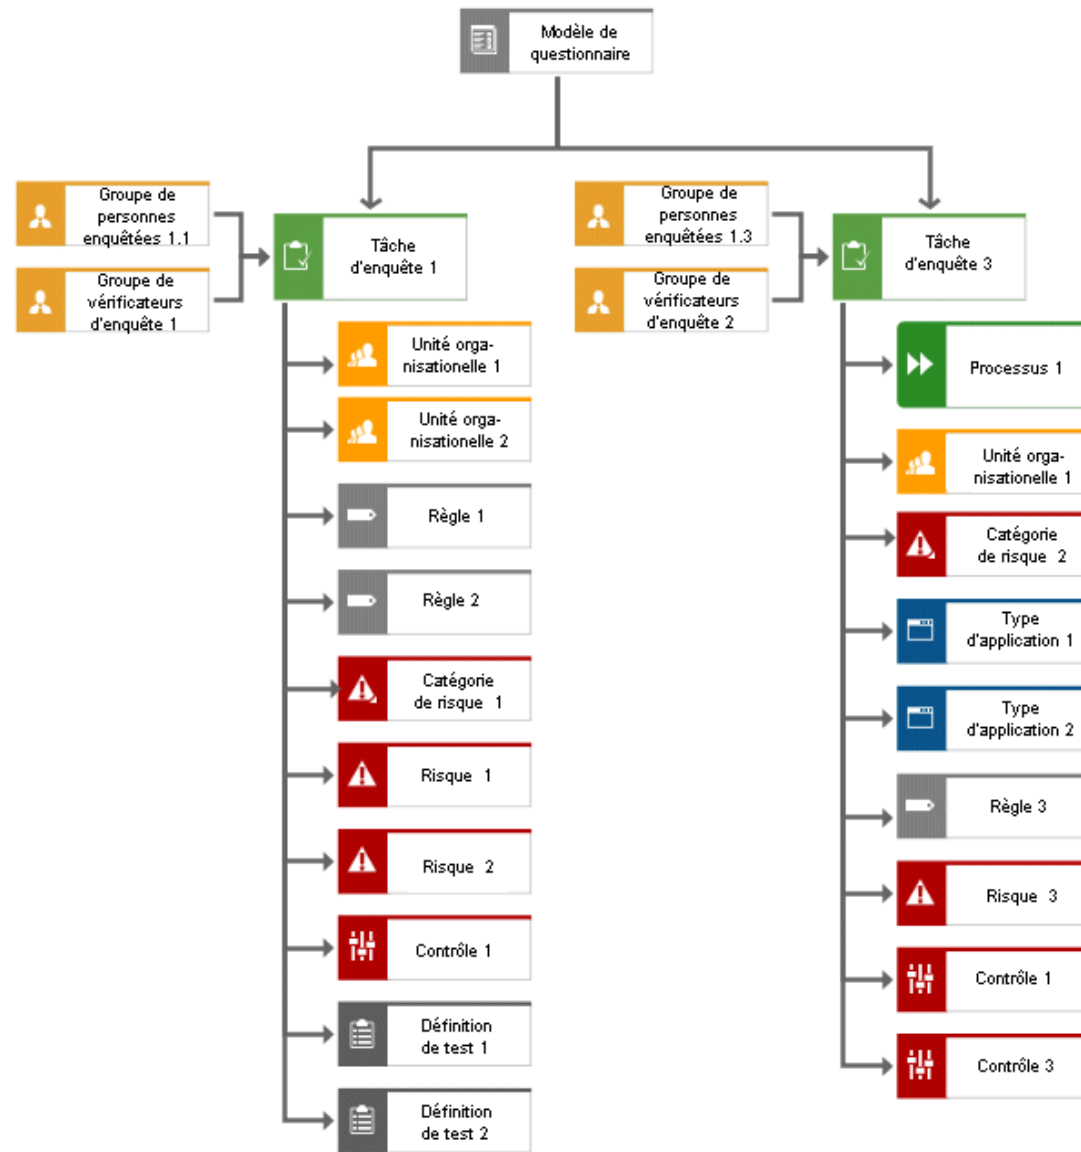 Modèle de
questionnaire
Groupe de
personnes
enquêtées 1.1
Groupe de
vérificateurs
d'enquête 1
Tâche
d'enquête 1
Unité orga-
nisationelle 1
Unité orga-
nisationelle 2
Règle 1
Règle 2
Catégorie
de risque 1
Risque 1
Risque 2
Contrôle 1
Définition
de test 1
Définition
de test 2
Groupe de
personnes
enquêtées 1.3
Groupe de
vérificateurs
d'enquête 2
Tâche
d'enquête 3
Processus 1
Unité orga-
nisationelle 1
Catégorie
de risque 2
Type
d'application 1
Type
d'application 2
Règle 3
Risque 3
Contrôle 1
Contrôle 3